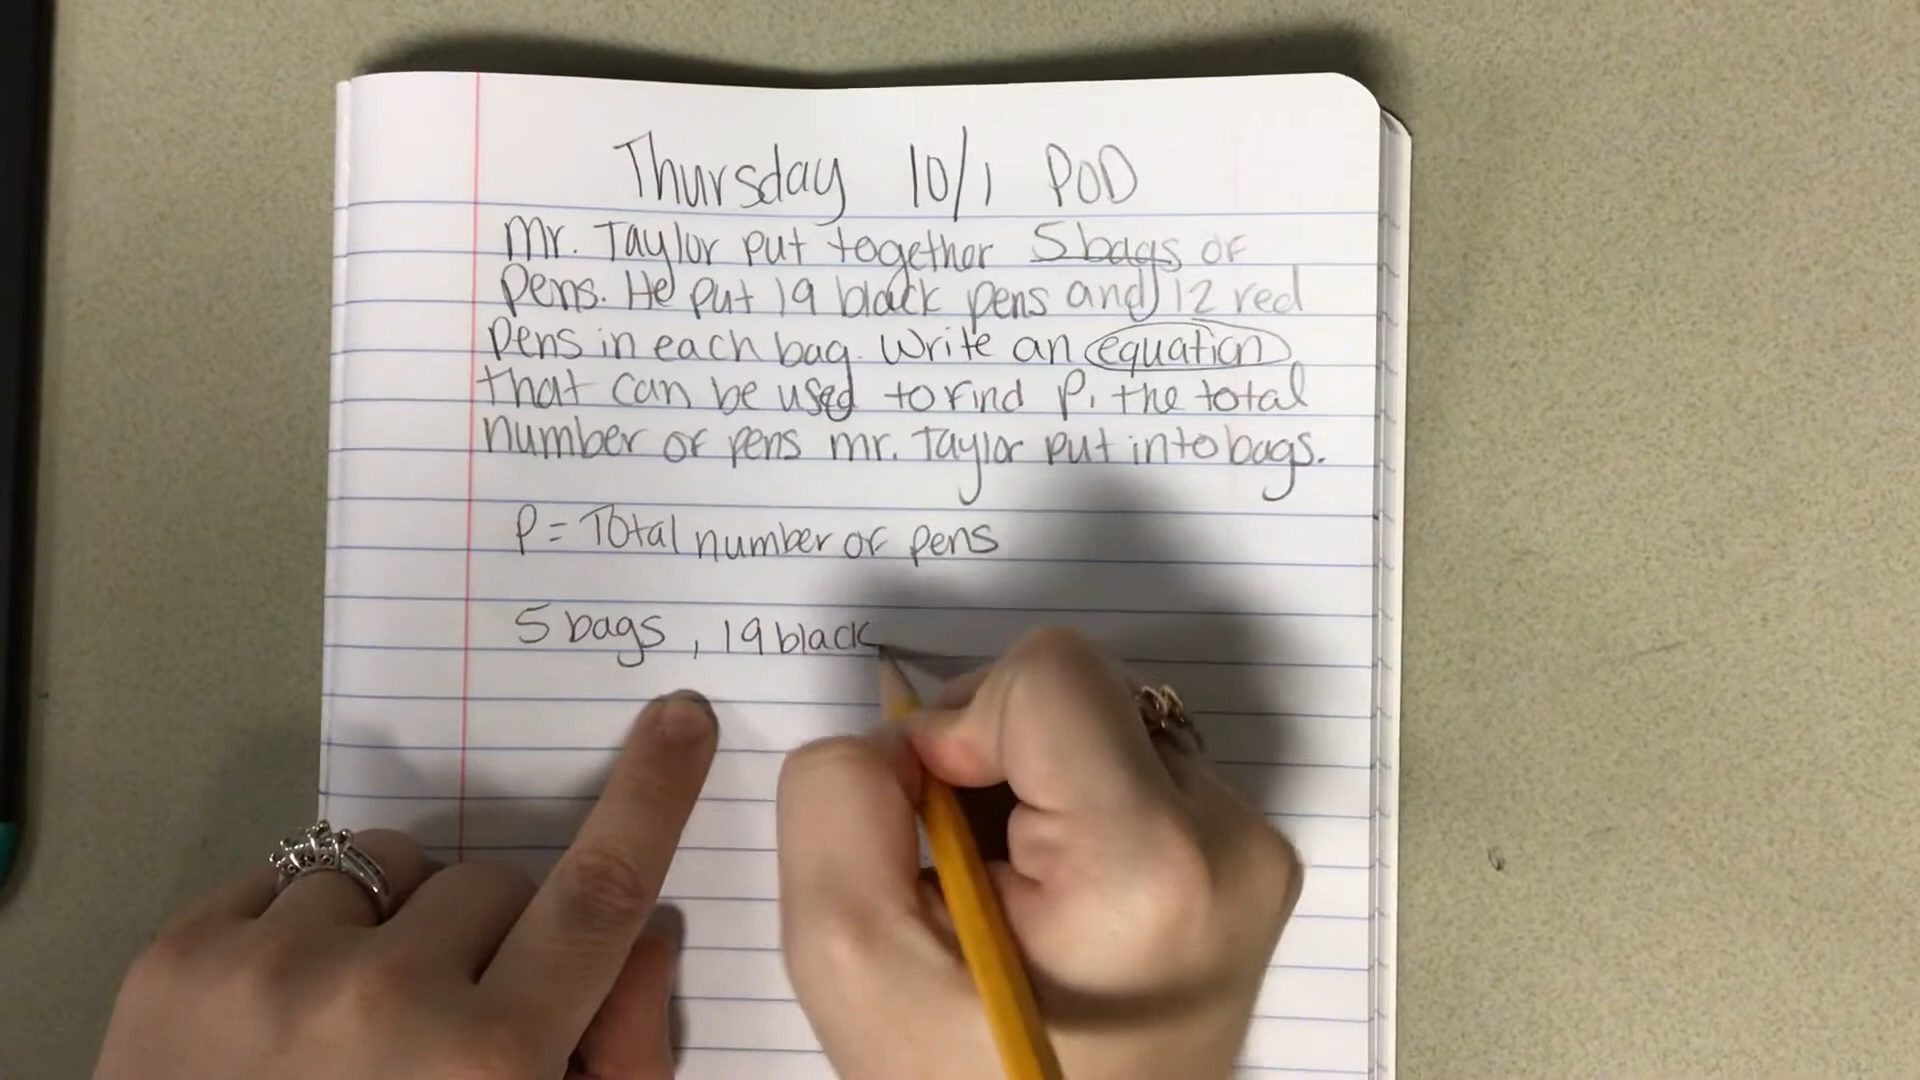 Thursday 10/1 POD
Mr. Taylor put together 5 bags of
Pens. He put 19 black pens and 12 red
pens in each bag. Write an equation
that can be used to find P, the total
number of pens mr. Taylor put into bags.
P = Total number of pens
5 bags, 19 black